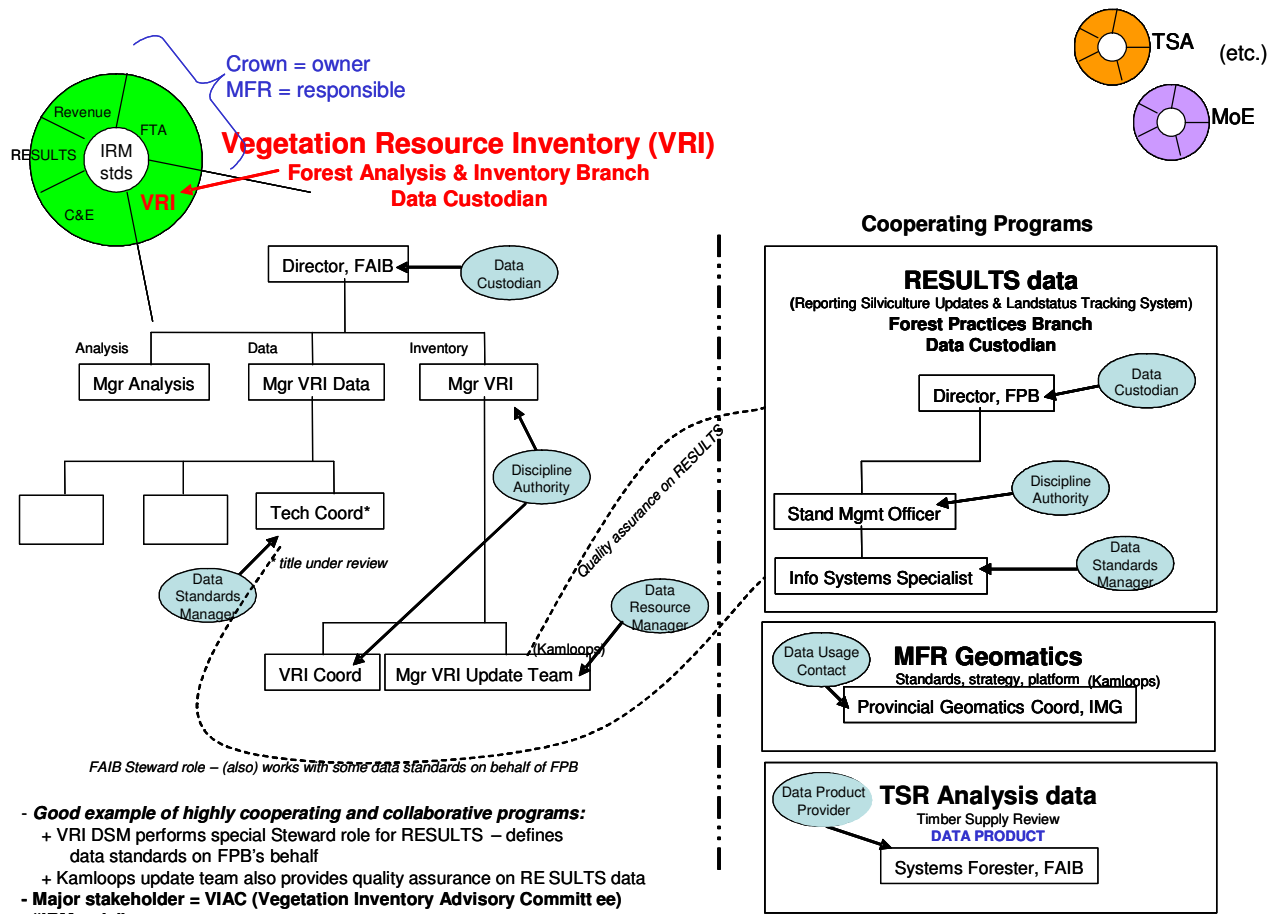 Crown = owner
MFR = responsible
TSA
(etc.)
MoE
Revenue
FTA
RESULTS
IRM
stds
VRI
C&E
Vegetation Resource Inventory (VRI)
Forest Analysis & Inventory Branch
Data Custodian
Director, FAIB
Data
Custodian
Analysis
Data
Inventory
Mgr Analysis
Mgr VRI Data
Mgr VRI
Discipline
Authority
Tech Coord*
* title under review
Data
Standards
Manager
Quality assurance on RESULTS
Data
Resource
Manager
(Kamloops)
VRI Coord
Mgr VRI Update Team
FAIB Steward role – (also) works with some data standards on behalf of FPB
Cooperating Programs
RESULTS data
(Reporting Silviculture Updates & Landstatus Tracking System)
Forest Practices Branch
Data Custodian
Data
Custodian
Director, FPB
Discipline
Authority
Stand Mgmt Officer
Data
Standards
Manager
Info Systems Specialist
Data Usage
Contact
MFR Geomatics
Standards, strategy, platform (Kamloops)
Provincial Geomatics Coord, IMG
Data Product
Provider
TSR Analysis data
Timber Supply Review
DATA PRODUCT
Systems Forester, FAIB
- Good example of highly cooperating and collaborative programs:
+ VRI DSM performs special Steward role for RESULTS – defines
data standards on FPB's behalf
+ Kamloops update team also provides quality assurance on RE SULTS data
- Major stakeholder = VIAC (Vegetation Inventory Advisory Committ ee)